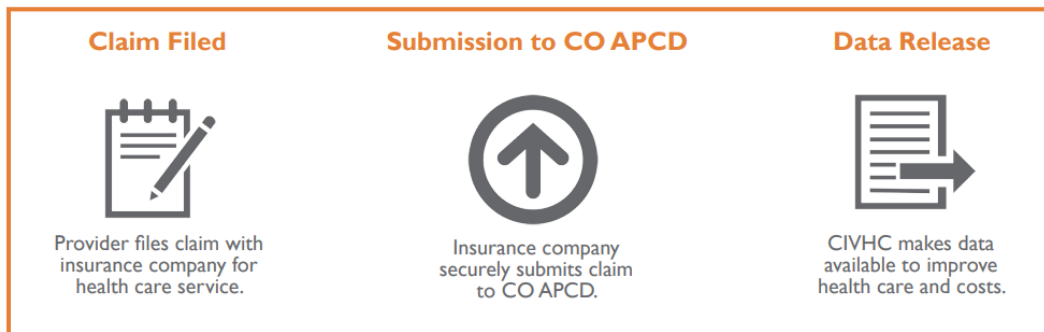 Claim Filed
Provider files claim with
insurance company for
health care service.
Submission to CO APCD
Insurance company
securely submits claim
to CO APCD.
Data Release
CIVHC makes data
available to improve
health care and costs.